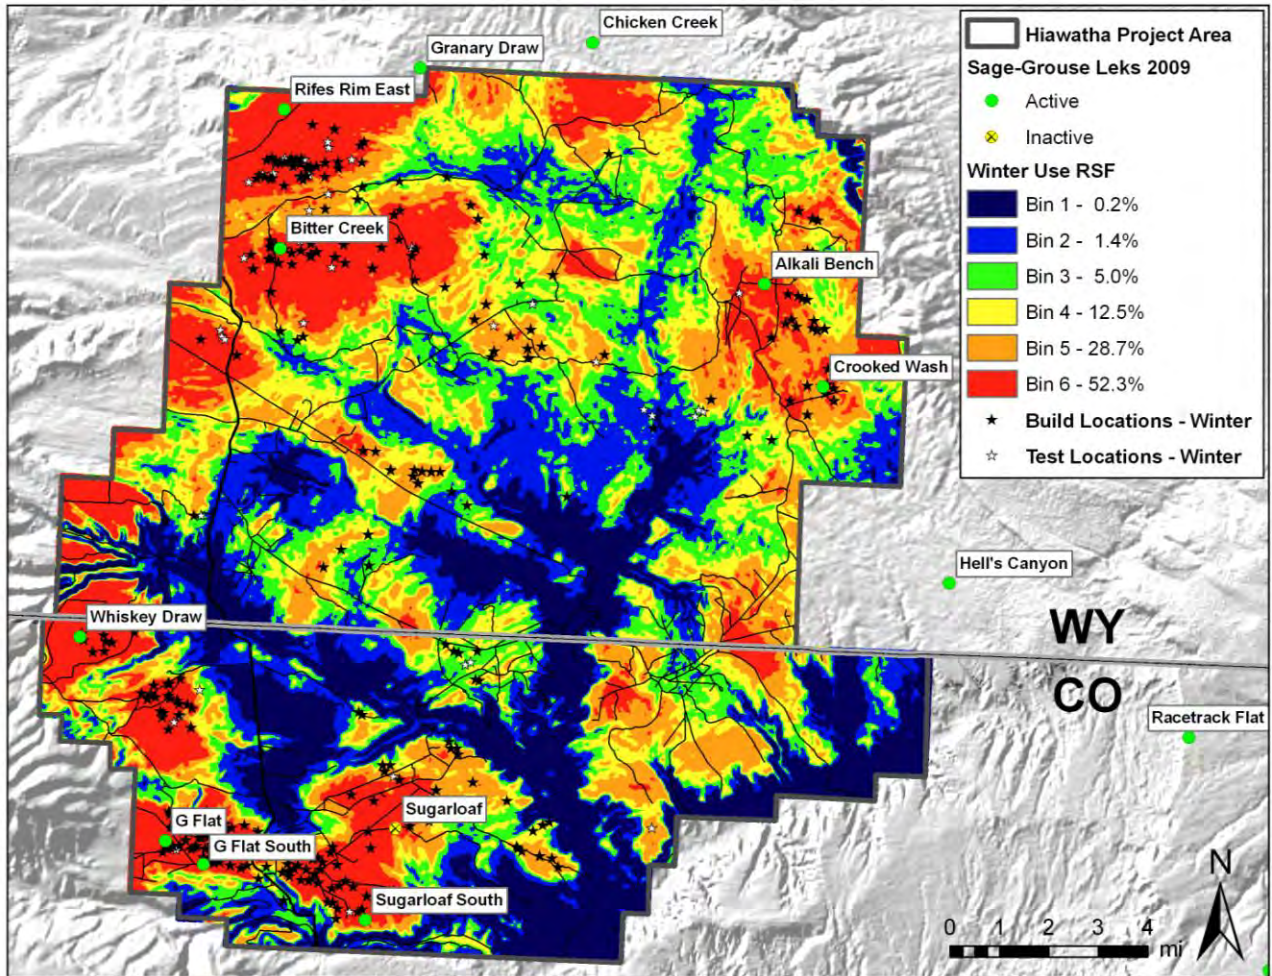 Chicken Creek
Granary Draw
Rifes Rim East
Bitter Creek
Alkali Bench
Crooked Wash
Hell's Canyon
Whiskey Draw
WY
CO
Racetrack Flat
Sugarloaf
G Flat
G Flat South
Sugarloaf South
Hiawatha Project Area
Sage-Grouse Leks 2009
Active
Inactive
Winter Use RSF
Bin 1 - 0.2%
Bin 2 - 1.4%
Bin 3 - 5.0%
Bin 4 - 12.5%
Bin 5 - 28.7%
Bin 6 - 52.3%
Build Locations - Winter
Test Locations - Winter
N
0 1 2 3 4
mi